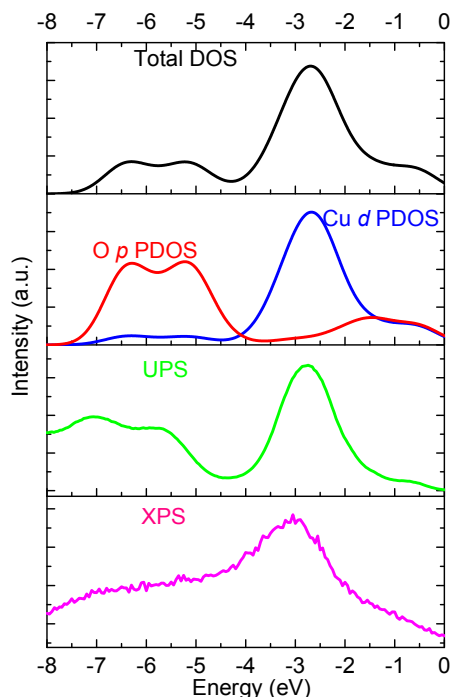 -8 -7 -6 -5 -4 -3 -2 -1 0
Total DOS
Cu d PDOS
O p PDOS
Intensity (a.u.)
UPS
XPS
-8 -7 -6 -5 -4 -3 -2 -1 0
Energy (eV)